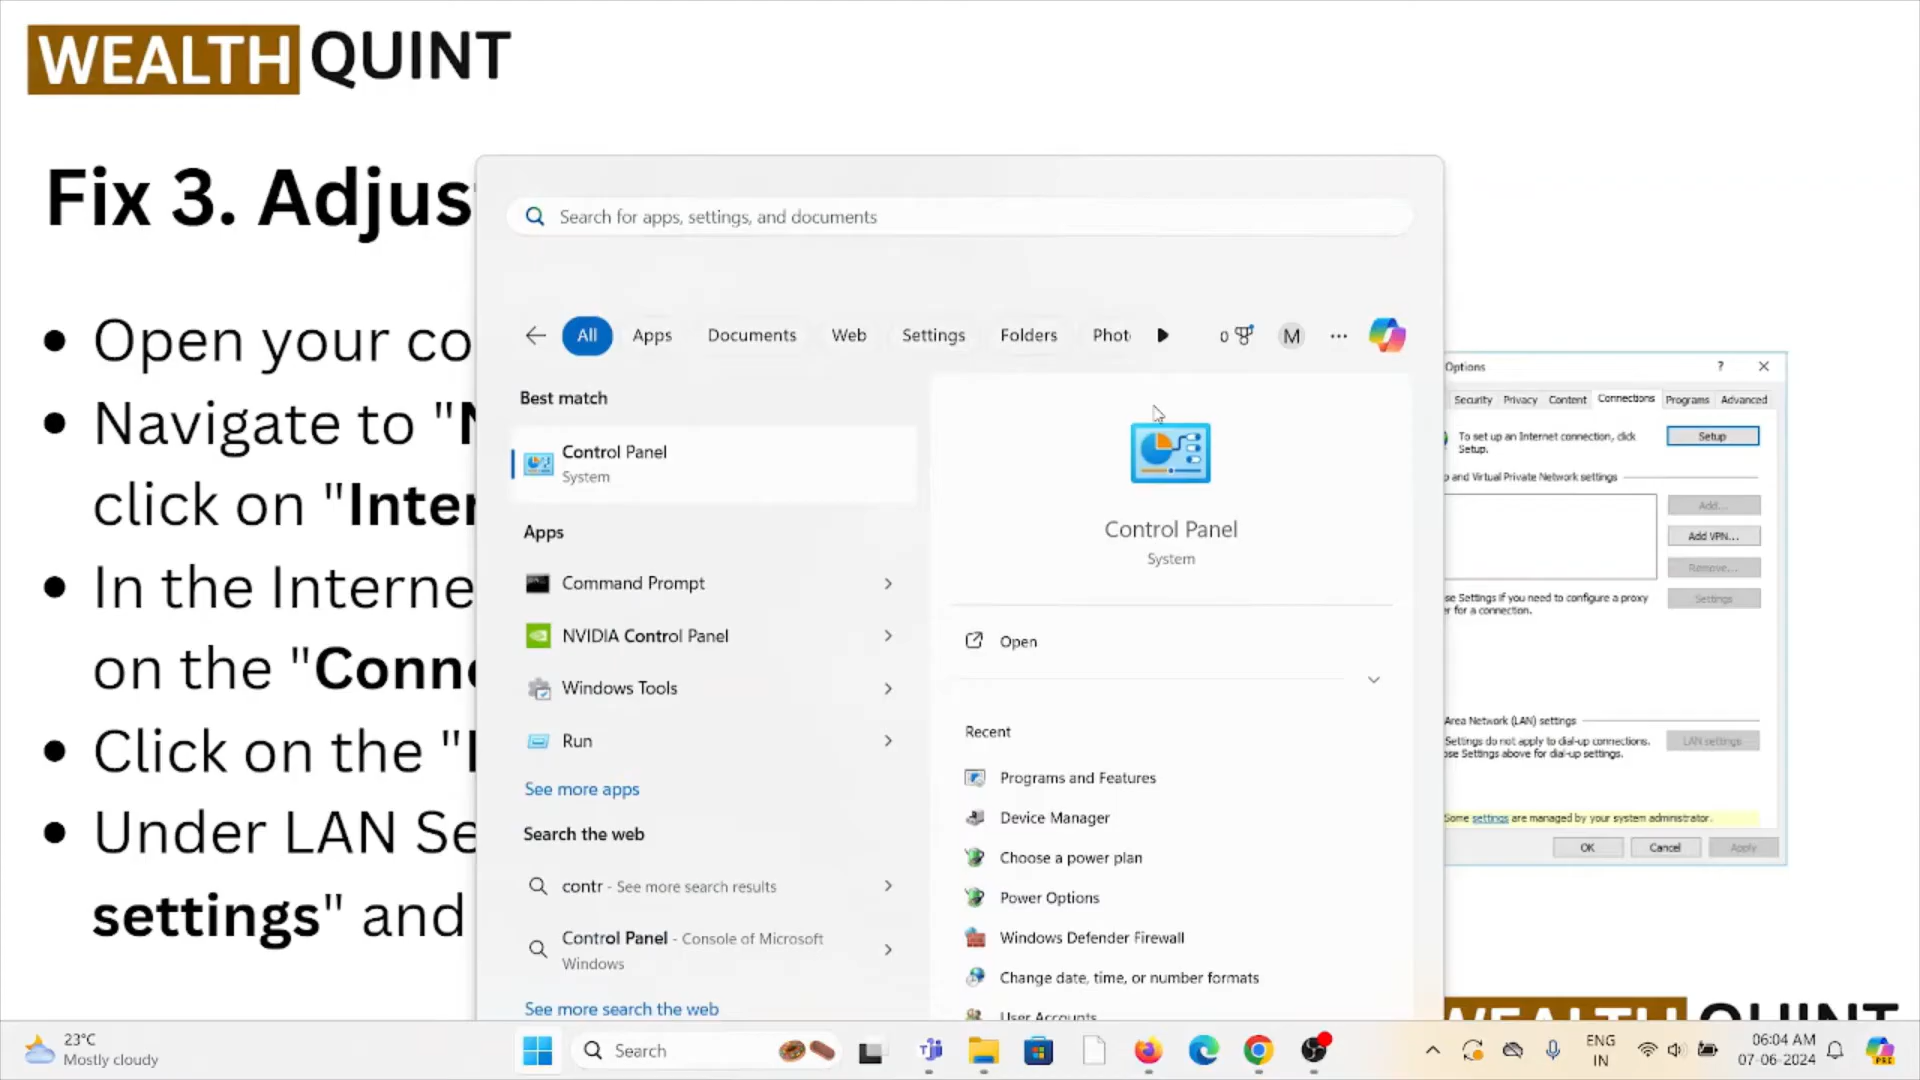 WEALTH QUINT
Fix 3. Adjus
Open your co
Navigate to "N
click on "Inter
In the Interne
on the "Conne
Click on the "
Under LAN Se
settings" and
Search for apps, settings, and documents
All
Apps
Documents
Web
Settings
Folders
Phot
0
M
Best match
Control Panel
System
Apps
Command Prompt
NVIDIA Control Panel
Windows Tools
Run
See more apps
Search the web
contr - See more search results
Control Panel - Console of Microsoft
Windows
See more search the web
Control Panel
System
Open
Recent
Programs and Features
Device Manager
Choose a power plan
Power Options
Windows Defender Firewall
Change date, time, or number formats
User Accounts
Options
?
Security
Privacy
Content
Connections
Programs
Advanced
To set up an Internet connection, click
Setup.
Setup
p and Virtual Private Network settings
Add...
Add VPN...
Remove...
se Settings if you need to configure a proxy
er for a connection.
Settings
Area Network (LAN) settings
Settings do not apply to dial-up connections.
ose Settings above for dial-up settings.
LAN settings
Some settings are managed by your system administrator.
OK
Cancel
Apply
WEALTH QUINT
23°C
Mostly cloudy
Search
ENG
IN
06:04 AM
07-06-2024
PRE